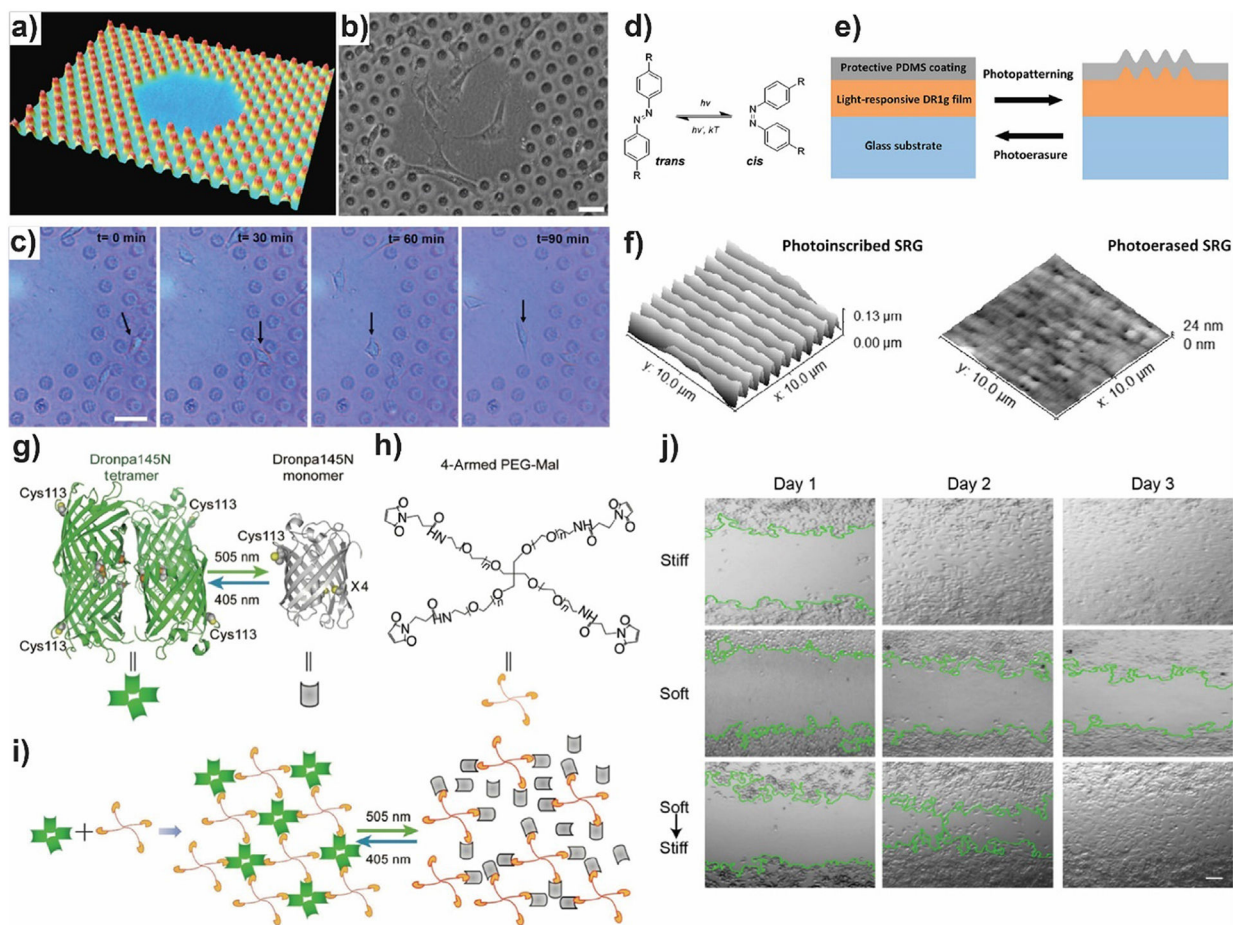 a)
b)
c)
t= 0 min
t= 30 min
t= 60 min
t=90 min
d)
R
N
N
R
trans
hν
hν', kT
R
N
N
R
cis
e)
Protective PDMS coating
Light-responsive DR1g film
Glass substrate
Photopatterning
Photoerasure
f)
Photoinscribed SRG
0.13 µm
0.00 µm
y: 10.0 µm
x: 10.0 µm
Photoerased SRG
24 nm
0 nm
y: 10.0 µm
x: 10.0 µm
g)
Dronpa145N
tetramer
Cys113
Cys113
Cys113
Cys113
505 nm
405 nm
Dronpa145N
monomer
Cys113
X4
=
=
h)
4-Armed PEG-Mal
O
N
O
O
HN
O
O
n
O
O
O
n
O
NH
O
N
O
O
N
O
O
HN
O
O
n
O
O
O
n
O
NH
O
N
O
O
=
i)
+
505 nm
405 nm
j)
Day 1
Day 2
Day 3
Stiff
Soft
Soft
Stiff